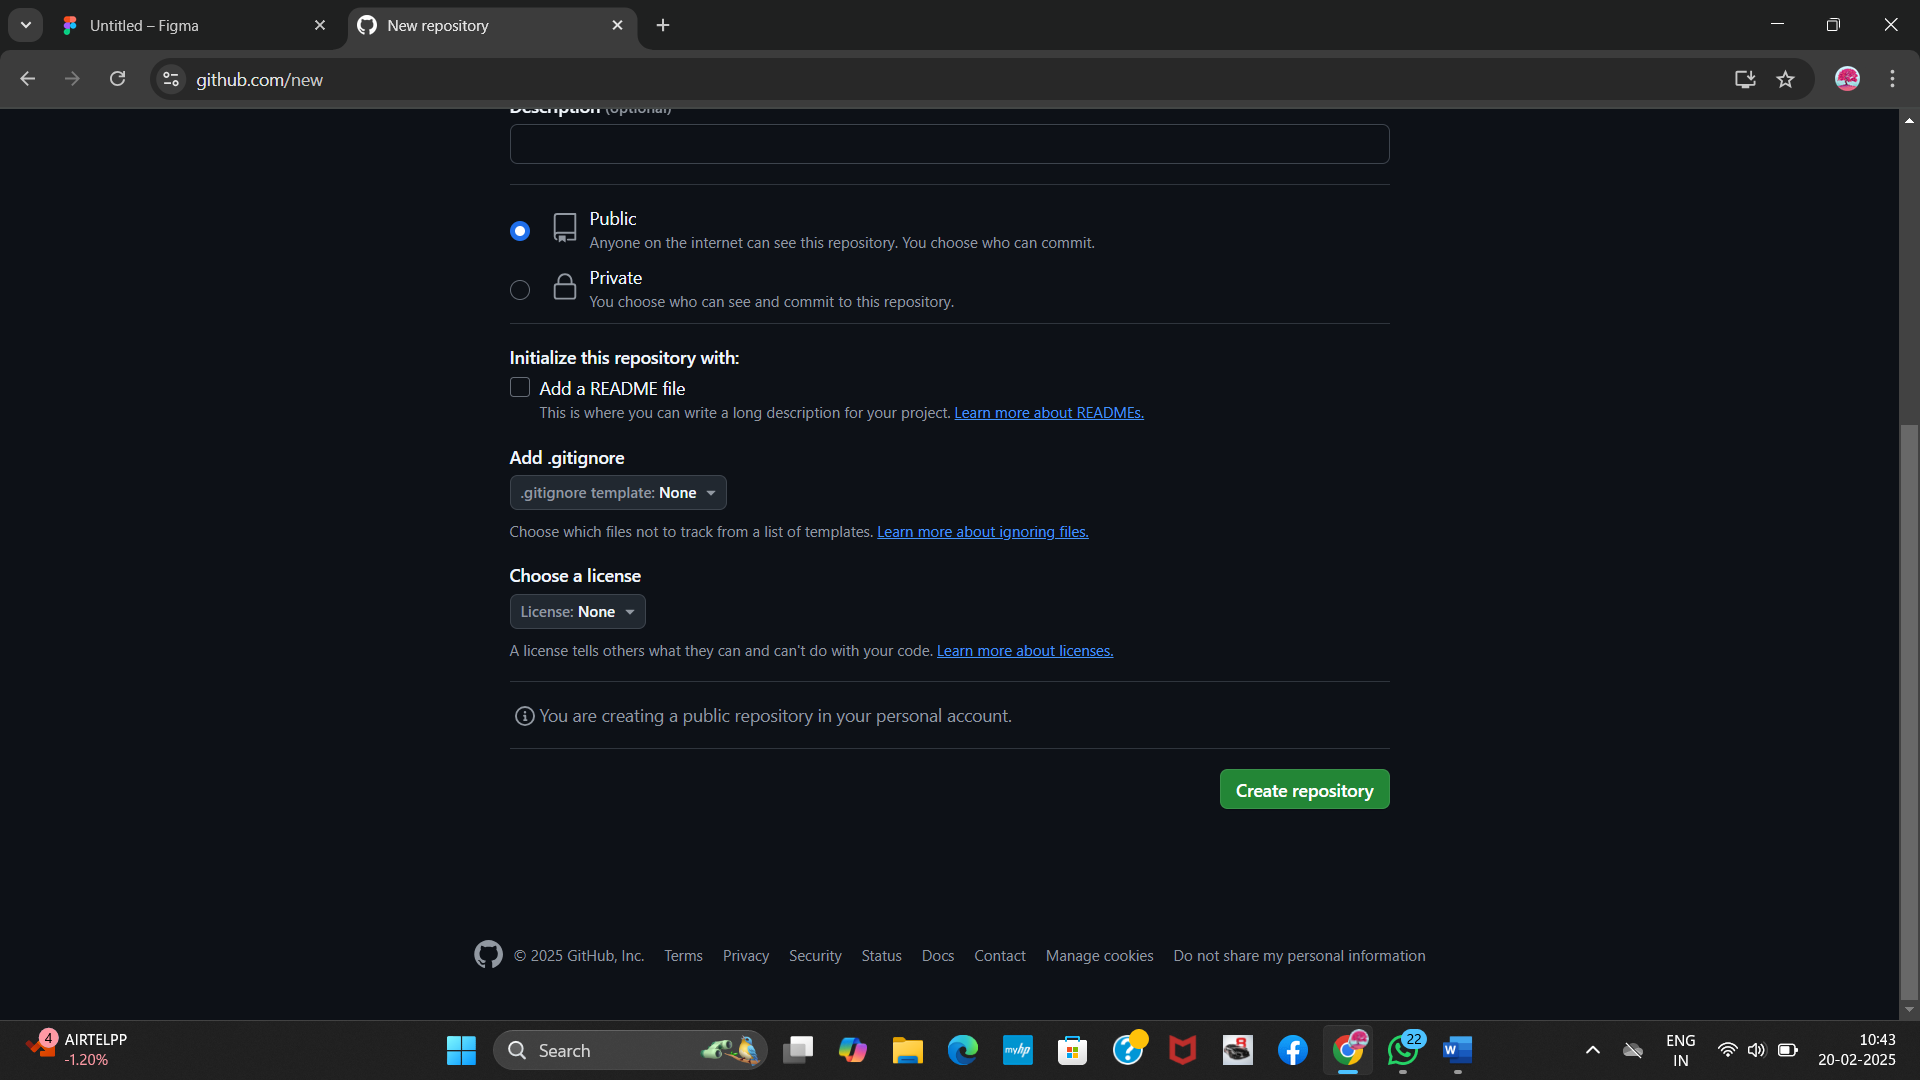 Untitled – Figma
New repository
github.com/new
Description (optional)
Public
Anyone on the internet can see this repository. You choose who can commit.
Private
You choose who can see and commit to this repository.
Initialize this repository with:
Add a README file
This is where you can write a long description for your project. Learn more about READMEs.
Add .gitignore
.gitignore template: None
Choose which files not to track from a list of templates. Learn more about ignoring files.
Choose a license
License: None
A license tells others what they can and can't do with your code. Learn more about licenses.
You are creating a public repository in your personal account.
Create repository
© 2025 GitHub, Inc. Terms Privacy Security Status Docs Contact Manage cookies Do not share my personal information
4
AIRTELPP
-1.20%
Search
myhp
22
W
ENG
IN
10:43
20-02-2025